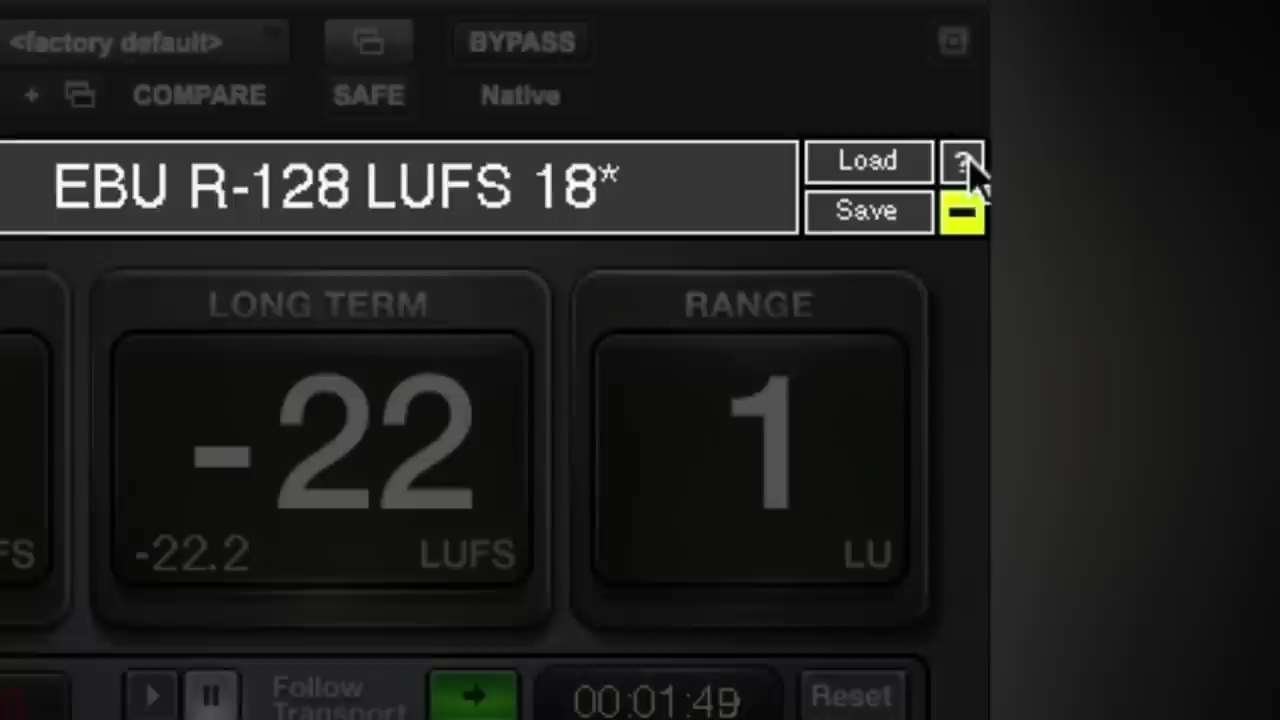 <factory default>
BYPASS
+ COMPARE SAFE Native
EBU R-128 LUFS 18*
Load ?
Save
LONG TERM RANGE
-22 1
FS -22.2 LUFS LU
Follow
Transport 00:01:49 Reset